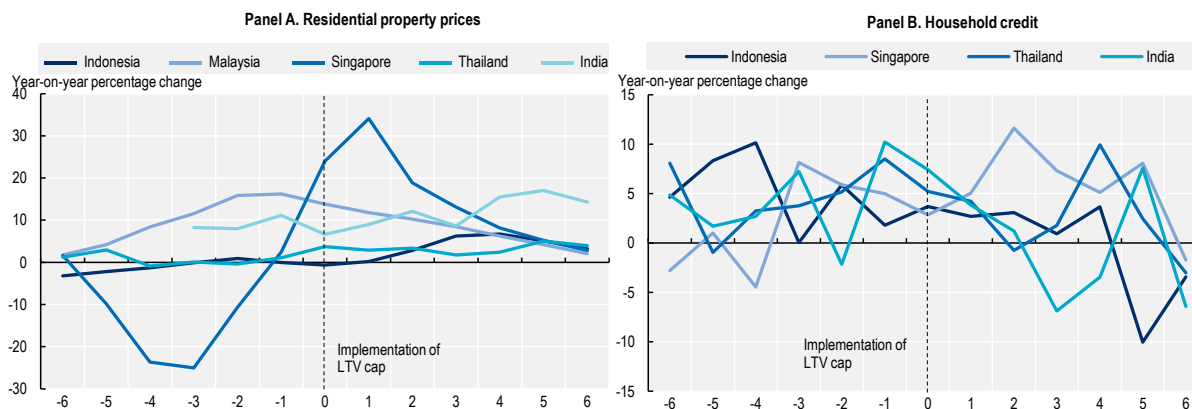 Panel A. Residential property prices
Indonesia Malaysia Singapore Thailand India
Year-on-year percentage change
40
30
20
10
0
-10
-20
-30
Implementation of
LTV cap
-6 -5 -4 -3 -2 -1 0 1 2 3 4 5 6
Panel B. Household credit
Indonesia Singapore Thailand India
Year-on-year percentage change
15
10
5
0
-5
-10
-15
Implementation of
LTV cap
-6 -5 -4 -3 -2 -1 0 1 2 3 4 5 6